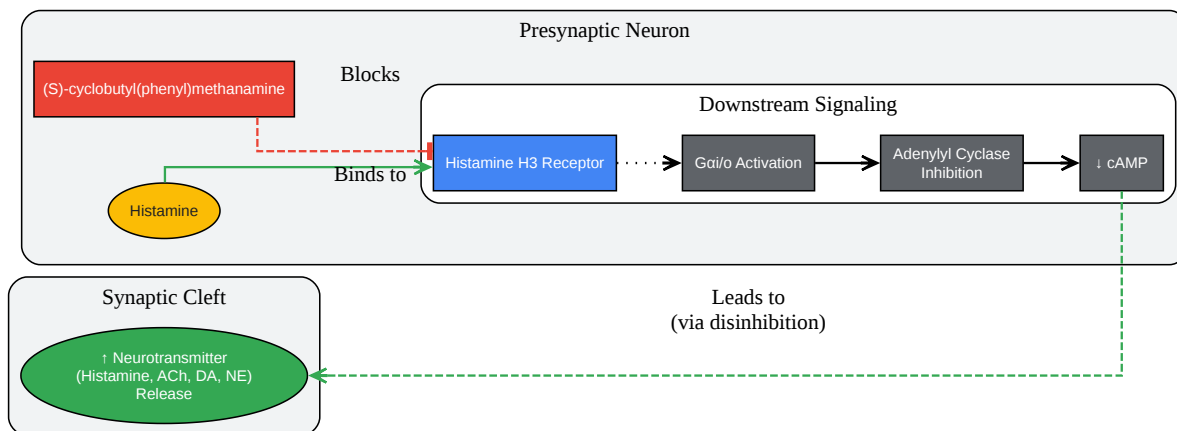 Presynaptic Neuron
(S)-cyclobutyl(phenyl)methanamine
Blocks
Downstream Signaling
Histamine H3 Receptor
Gαi/o Activation
Adenylyl Cyclase
Inhibition
↓ cAMP
Binds to
Histamine
Synaptic Cleft
↑ Neurotransmitter
(Histamine, ACh, DA, NE)
Release
Leads to
(via disinhibition)